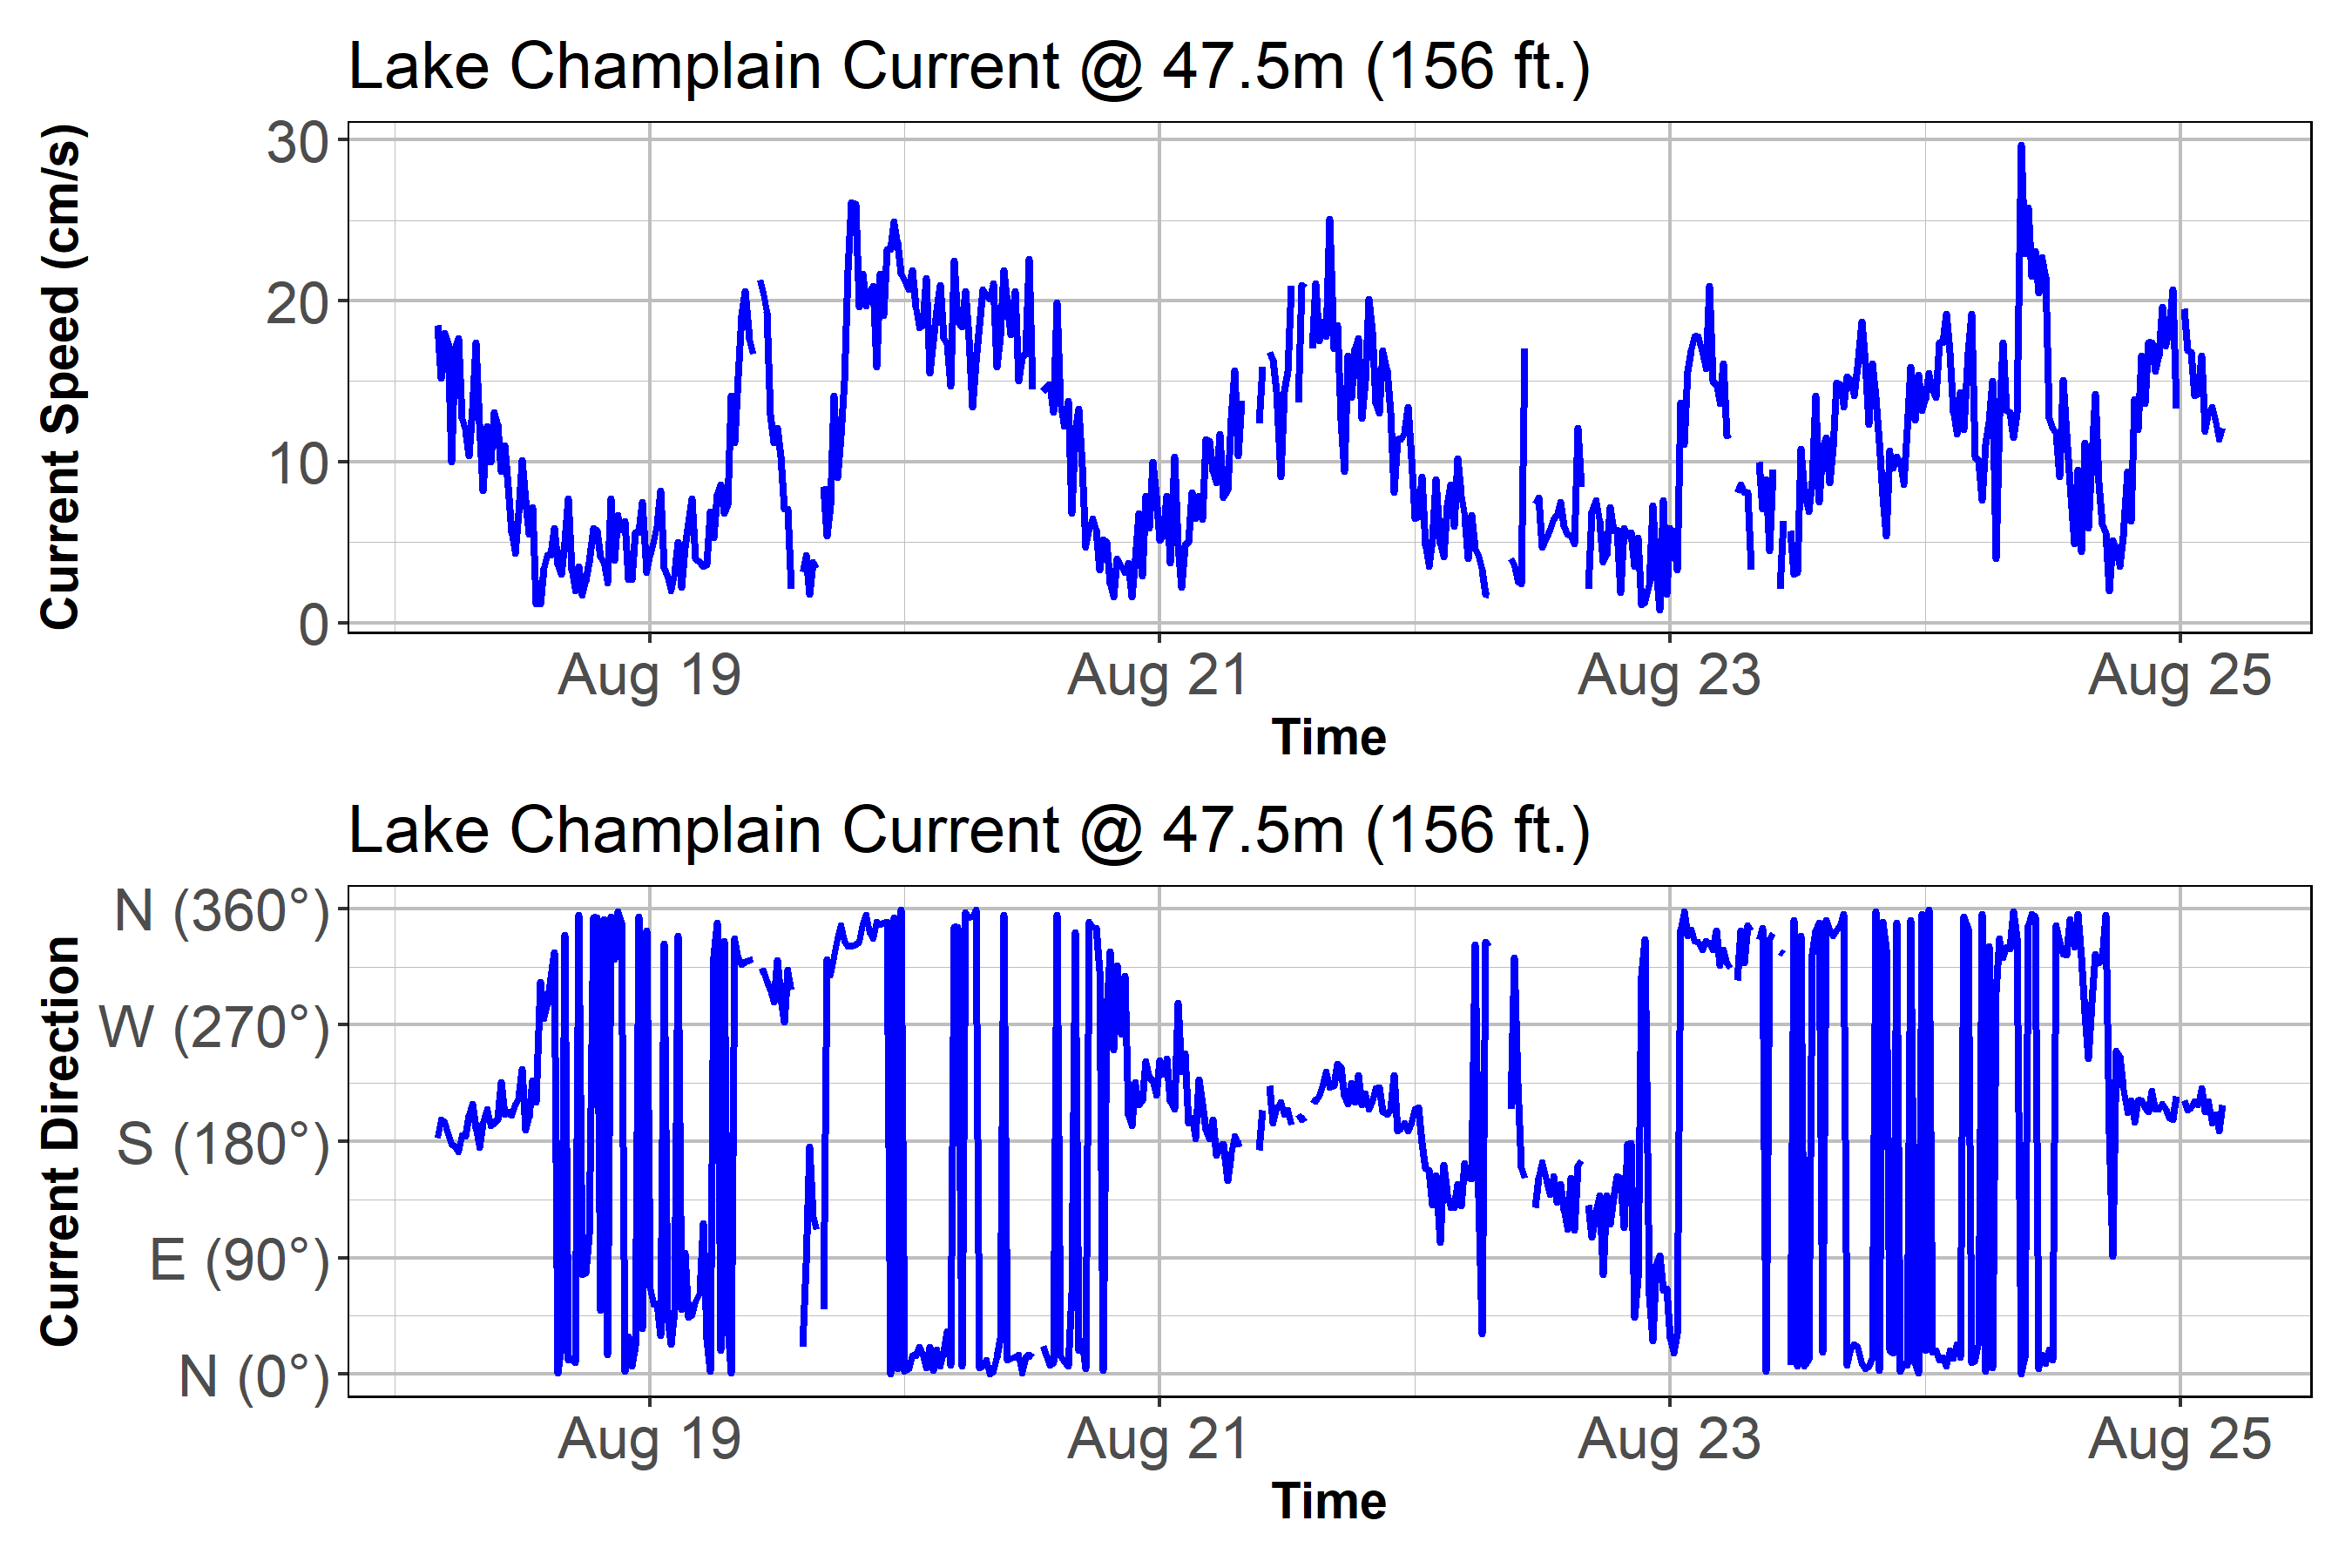 Lake Champlain Current @ 47.5m (156 ft.)
Current Speed (cm/s)
30
20
10
0
Aug 19 Aug 21 Aug 23 Aug 25
Time
Lake Champlain Current @ 47.5m (156 ft.)
Current Direction
N (360°)
W (270°)
S (180°)
E (90°)
N (0°)
Aug 19 Aug 21 Aug 23 Aug 25
Time